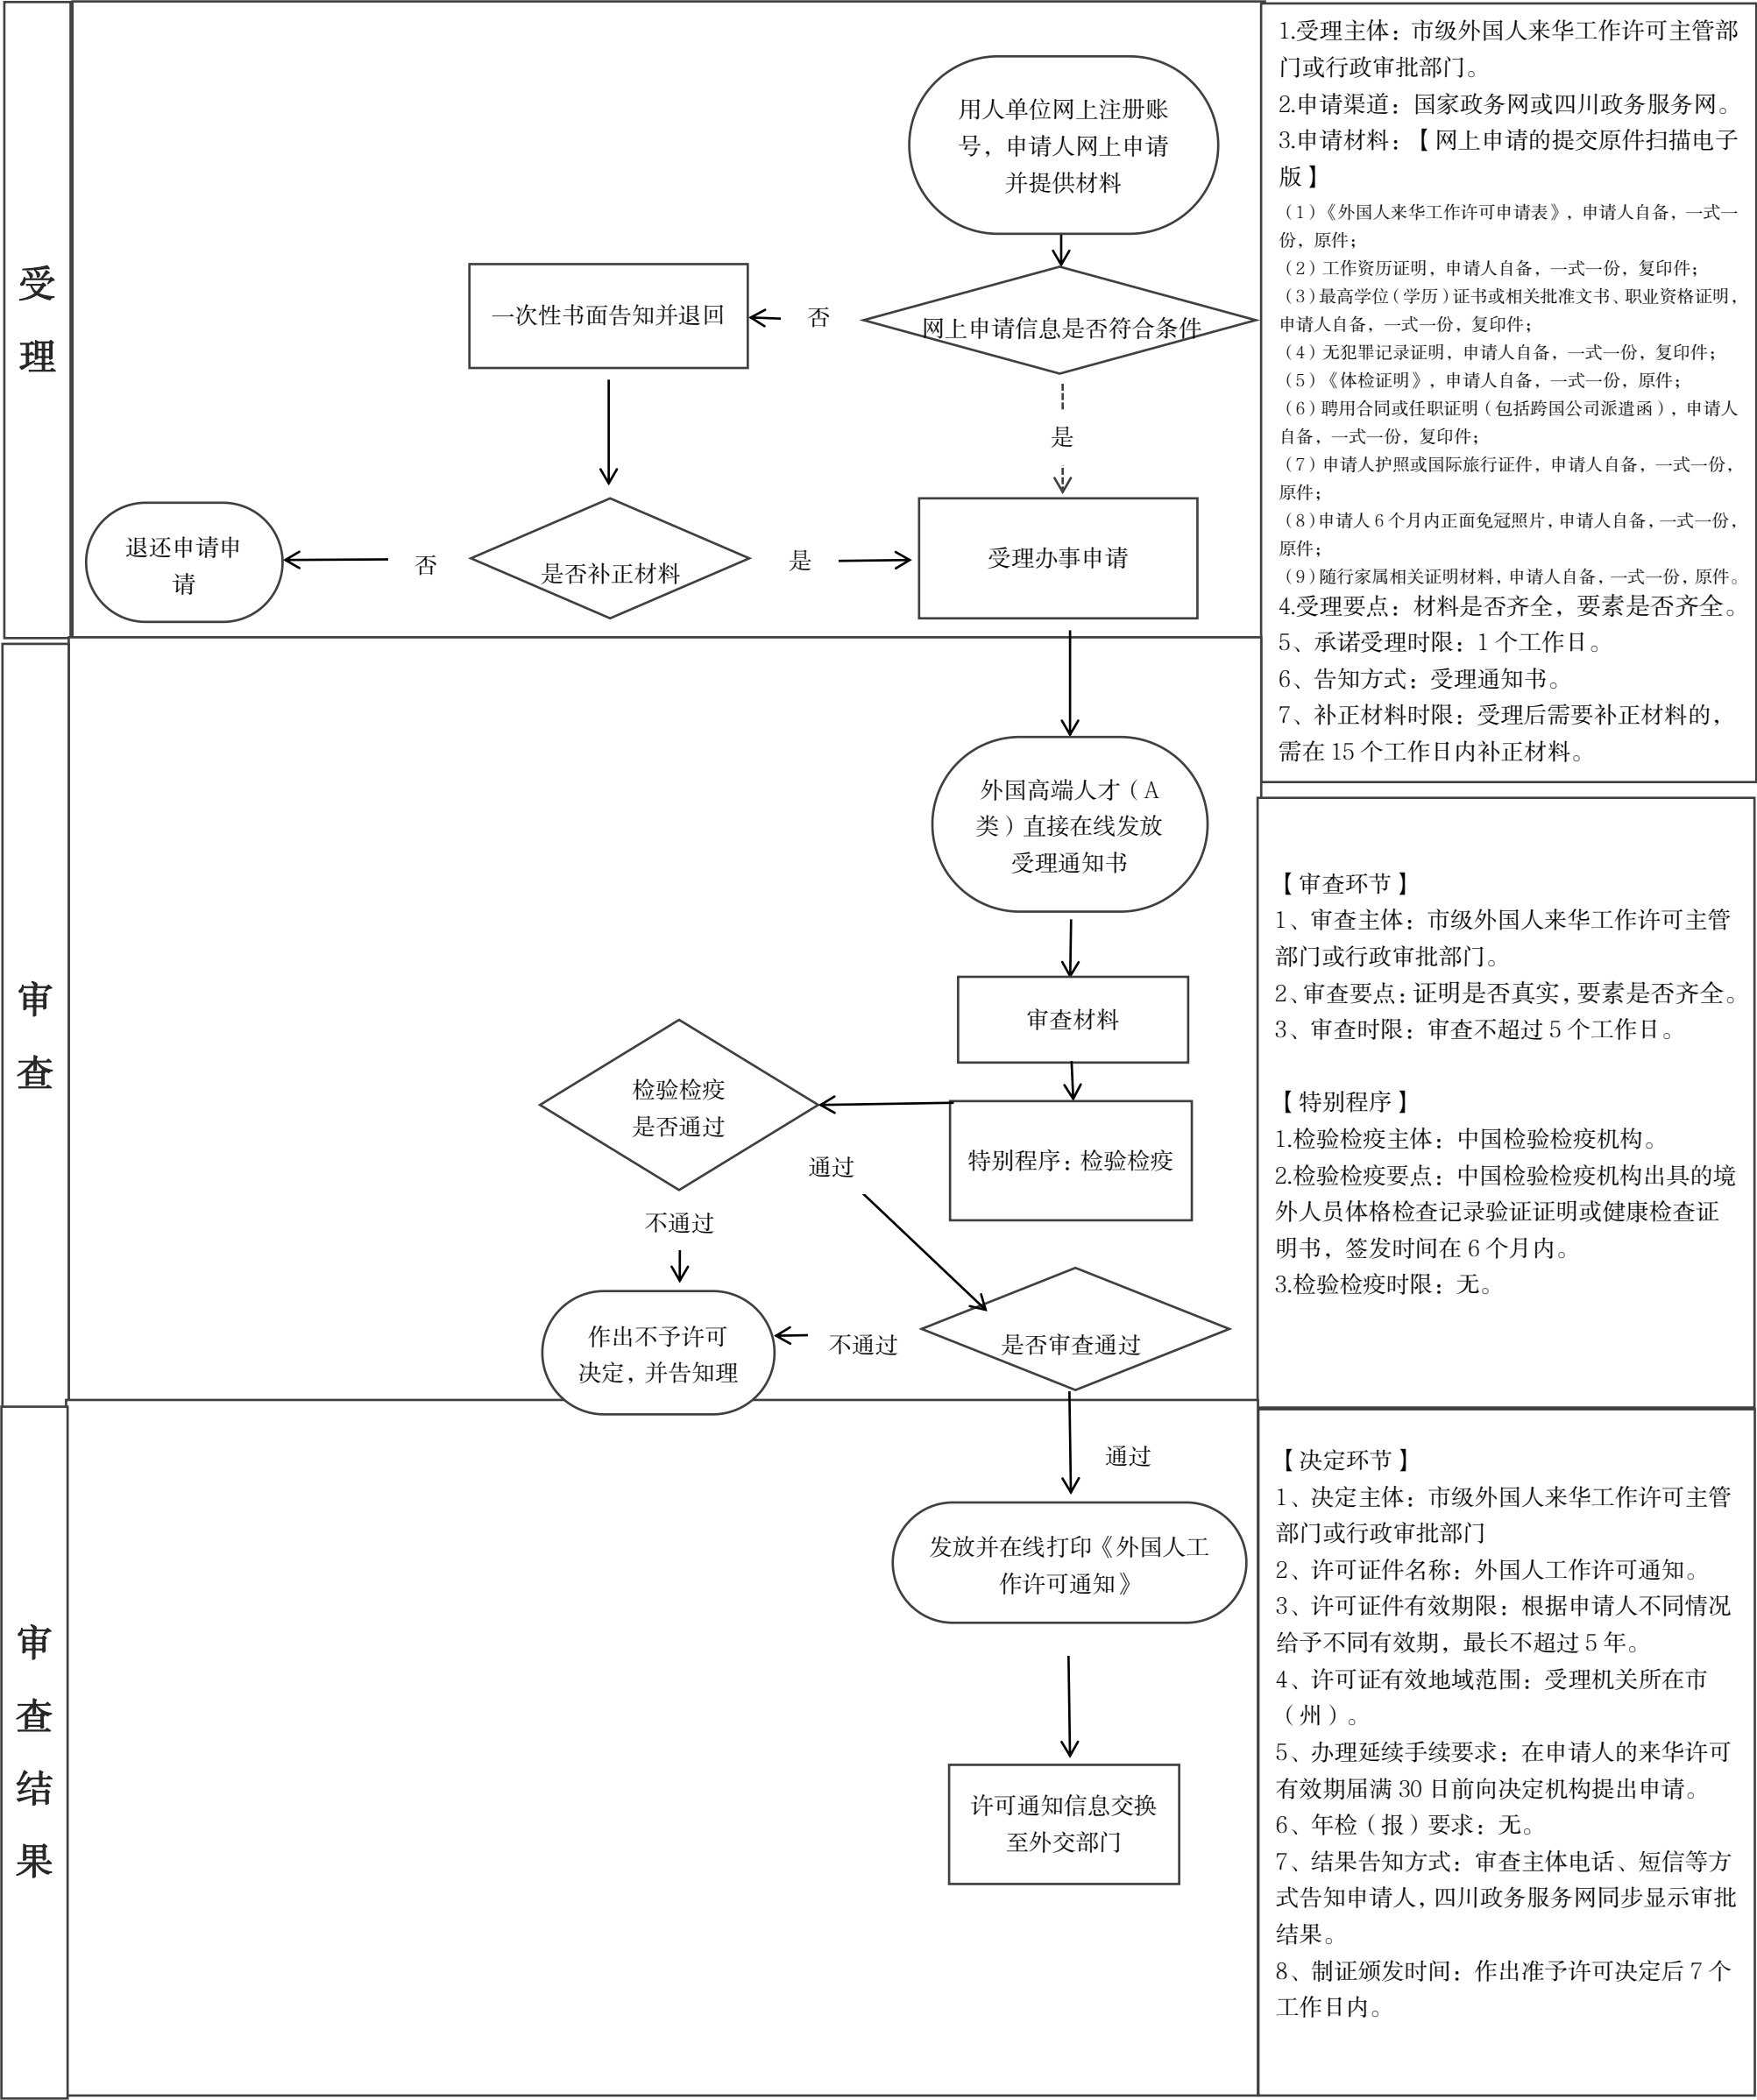 受
理
用人单位网上注册账
号，申请人网上申请
并提供材料
一次性书面告知并退回
否
网上申请信息是否符合条件
是
退还申请申
请
否
是否补正材料
是
受理办事申请
1.受理主体：市级外国人来华工作许可主管部
门或行政审批部门。
2.申请渠道：国家政务网或四川政务服务网。
3.申请材料：【网上申请的提交原件扫描电子
版】
（1）《外国人来华工作许可申请表》，申请人自备，一式一
份，原件；
（2）工作资历证明，申请人自备，一式一份，复印件；
（3）最高学位（学历）证书或相关批准文书、职业资格证明，
申请人自备，一式一份，复印件；
（4）无犯罪记录证明，申请人自备，一式一份，复印件；
（5）《体检证明》，申请人自备，一式一份，原件；
（6）聘用合同或任职证明（包括跨国公司派遣函），申请人
自备，一式一份，复印件；
（7）申请人护照或国际旅行证件，申请人自备，一式一份，
原件；
（8）申请人 6 个月内正面免冠照片，申请人自备，一式一份，
原件；
（9）随行家属相关证明材料，申请人自备，一式一份，原件。
4.受理要点：材料是否齐全，要素是否齐全。
5、承诺受理时限：1 个工作日。
6、告知方式：受理通知书。
7、补正材料时限：受理后需要补正材料的，
需在 15 个工作日内补正材料。
审
查
外国高端人才（A
类）直接在线发放
受理通知书
审查材料
检验检疫
是否通过
特别程序：检验检疫
通过
不通过
作出不予许可
决定，并告知理
不通过
是否审查通过
【审查环节】
1、审查主体：市级外国人来华工作许可主管
部门或行政审批部门。
2、审查要点：证明是否真实，要素是否齐全。
3、审查时限：审查不超过 5 个工作日。
【特别程序】
1.检验检疫主体：中国检验检疫机构。
2.检验检疫要点：中国检验检疫机构出具的境
外人员体格检查记录验证证明或健康检查证
明书，签发时间在 6 个月内。
3.检验检疫时限：无。
审
查
结
果
通过
发放并在线打印《外国人工
作许可通知》
许可通知信息交换
至外交部门
【决定环节】
1、决定主体：市级外国人来华工作许可主管
部门或行政审批部门
2、许可证件名称：外国人工作许可通知。
3、许可证件有效期限：根据申请人不同情况
给予不同有效期，最长不超过 5 年。
4、许可证有效地域范围：受理机关所在市
（州）。
5、办理延续手续要求：在申请人的来华许可
有效期届满 30 日前向决定机构提出申请。
6、年检（报）要求：无。
7、结果告知方式：审查主体电话、短信等方
式告知申请人，四川政务服务网同步显示审批
结果。
8、制证颁发时间：作出准予许可决定后 7 个
工作日内。